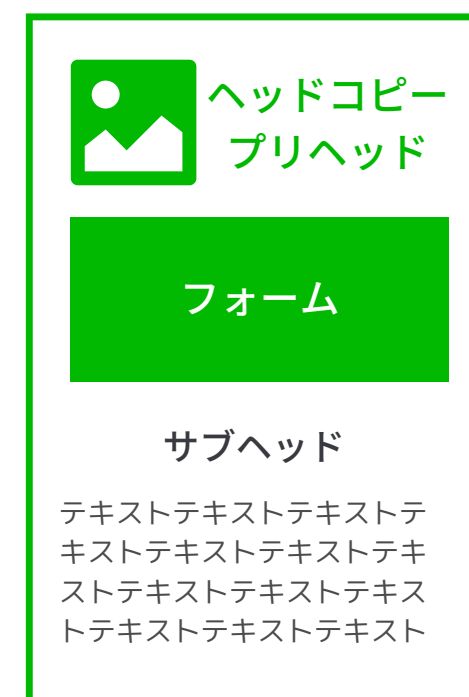 ヘッドコピー
プリヘッド
フォーム
サブヘッド
テキストテキストテキストテ
キストテキストテキストテキ
ストテキストテキストテキス
トテキストテキストテキスト